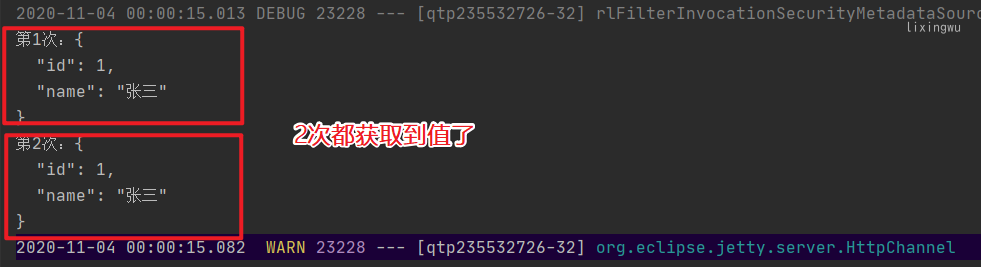 2020-11-04 00:00:15.013 DEBUG 23228 --- [qtp235532726-32] rlFilterInvocationSecurityMetadataSourc
lixingwu
第1次：{
"id": 1,
"name": "张三"
}
2次都获取到值了
第2次：{
"id": 1,
"name": "张三"
}
2020-11-04 00:00:15.082  WARN 23228 --- [qtp235532726-32] org.eclipse.jetty.server.HttpChannel